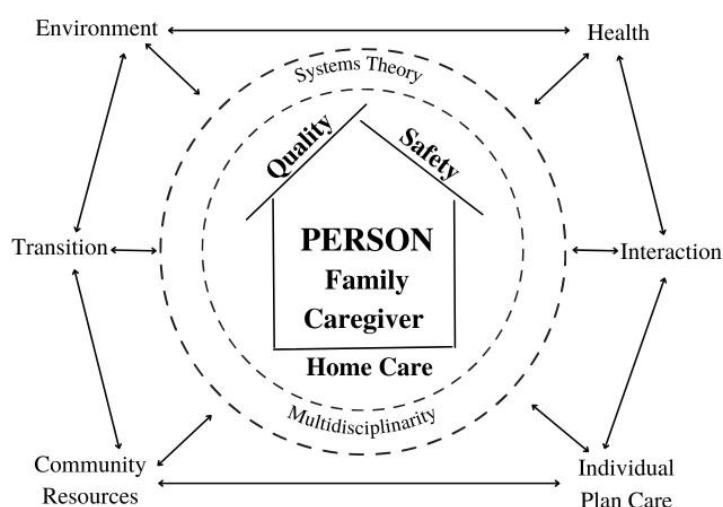 Environment
Health
Systems Theory
Quality
Safety
Transition
PERSON
Family
Caregiver
Interaction
Home Care
Multidisciplinarity
Community
Resources
Individual
Plan Care